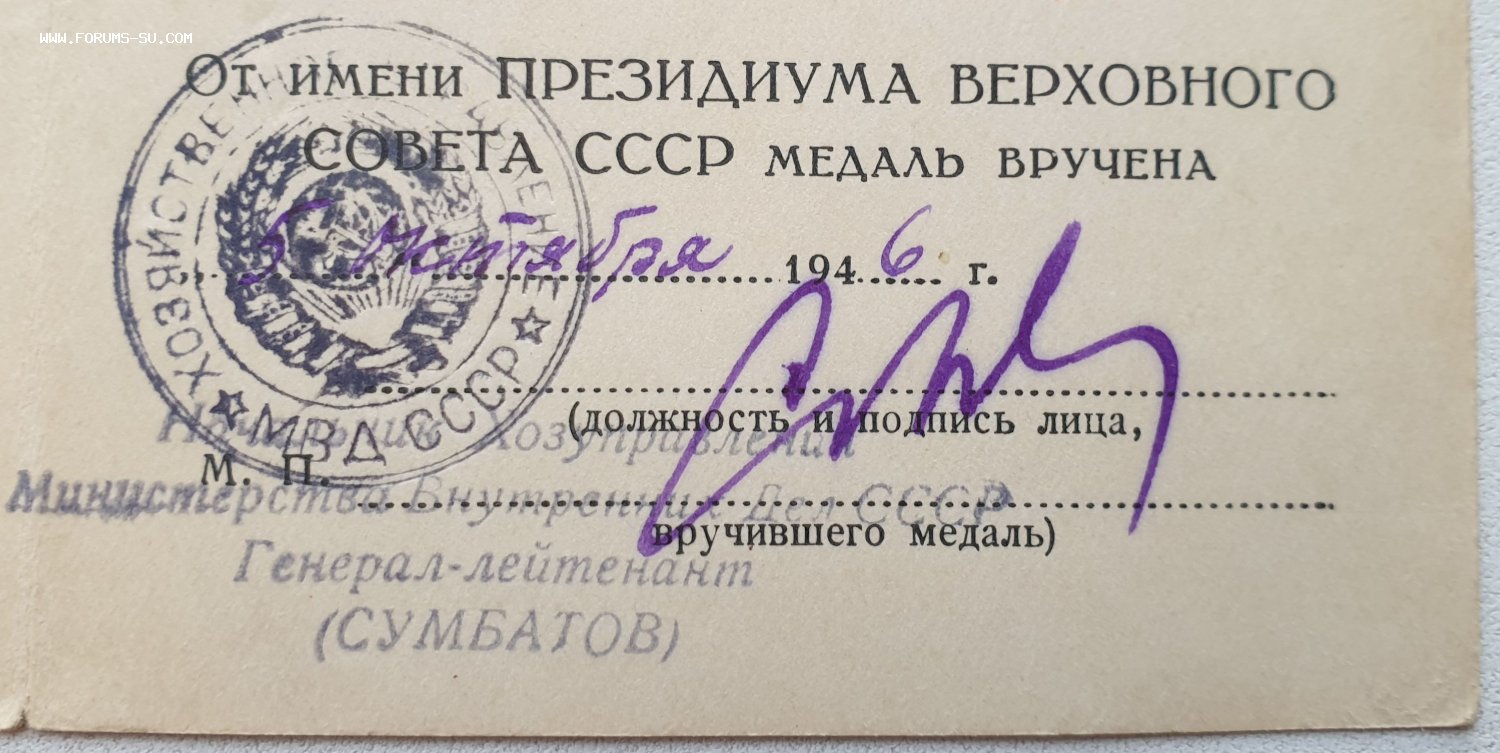 WWW.FORUMS-SU.COM
От имени ПРЕЗИДИУМА ВЕРХОВНОГО
СОВЕТА СССР МЕДАЛЬ ВРУЧЕНА
5 октября 1946 г.
ХОЗЯЙСТВЕННОЕ УПРАВЛЕНИЕ
МВД СССР
(должность и подпись лица,
Начальник Хозуправления
М. П.
Министерства Внутренних Дел СССР
вручившего медаль)
Генерал-лейтенант
(СУМБАТОВ)